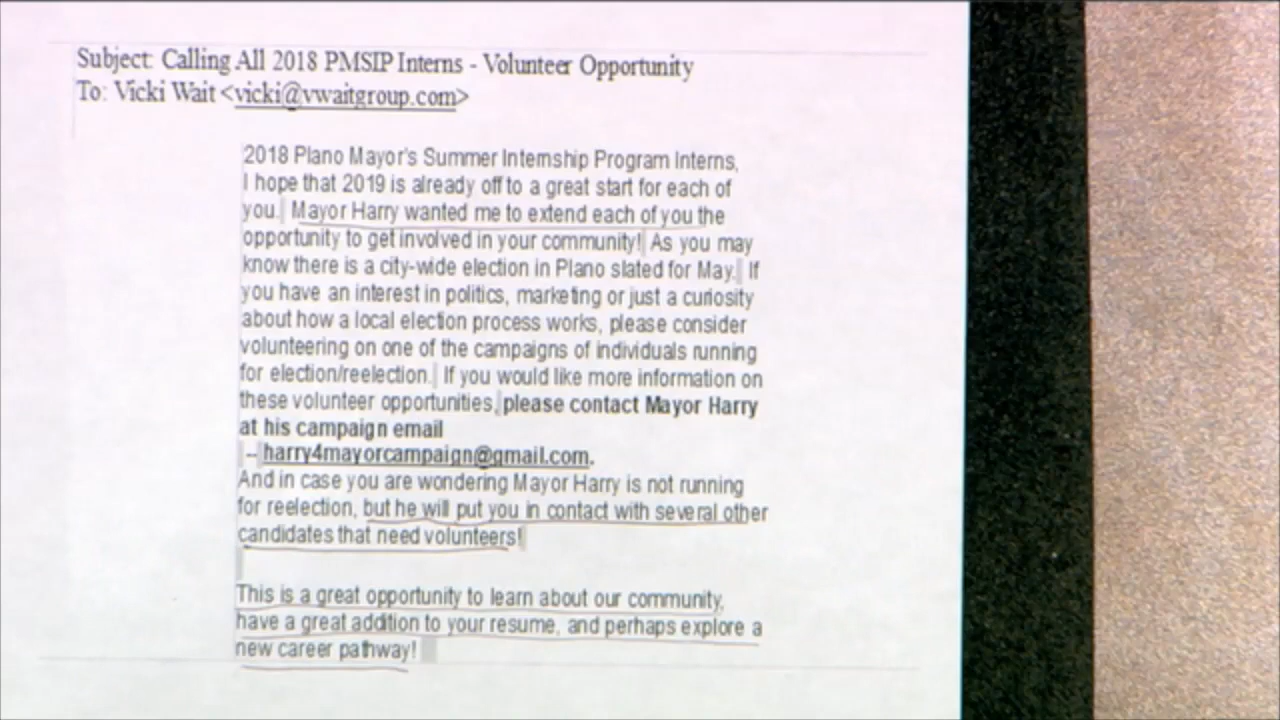 Subject: Calling All 2018 PMSIP Interns - Volunteer Opportunity
To: Vicki Wait <vicki@vwaitgroup.com>
2018 Plano Mayor's Summer Internship Program Interns,
I hope that 2019 is already off to a great start for each of
you. Mayor Harry wanted me to extend each of you the
opportunity to get involved in your community! As you may
know there is a city-wide election in Plano slated for May. If
you have an interest in politics, marketing or just a curiosity
about how a local election process works, please consider
volunteering on one of the campaigns of individuals running
for election/reelection. If you would like more information on
these volunteer opportunities, please contact Mayor Harry
at his campaign email
– harry4mayorcampaign@gmail.com.
And in case you are wondering Mayor Harry is not running
for reelection, but he will put you in contact with several other
candidates that need volunteers!
This is a great opportunity to learn about our community,
have a great addition to your resume, and perhaps explore a
new career pathway!